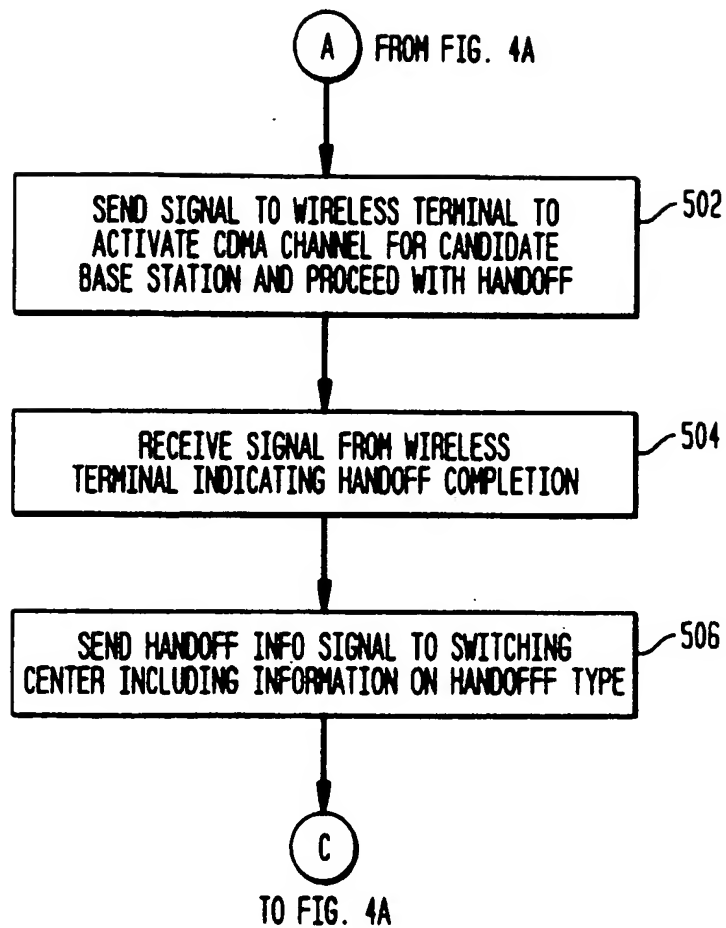 A FROM FIG. 4A
SEND SIGNAL TO WIRELESS TERMINAL TO
ACTIVATE CDMA CHANNEL FOR CANDIDATE
BASE STATION AND PROCEED WITH HANDOFF
502
RECEIVE SIGNAL FROM WIRELESS
TERMINAL INDICATING HANDOFF COMPLETION
504
SEND HANDOFF INFO SIGNAL TO SWITCHING
CENTER INCLUDING INFORMATION ON HANDOFFF TYPE
506
C
TO FIG. 4A